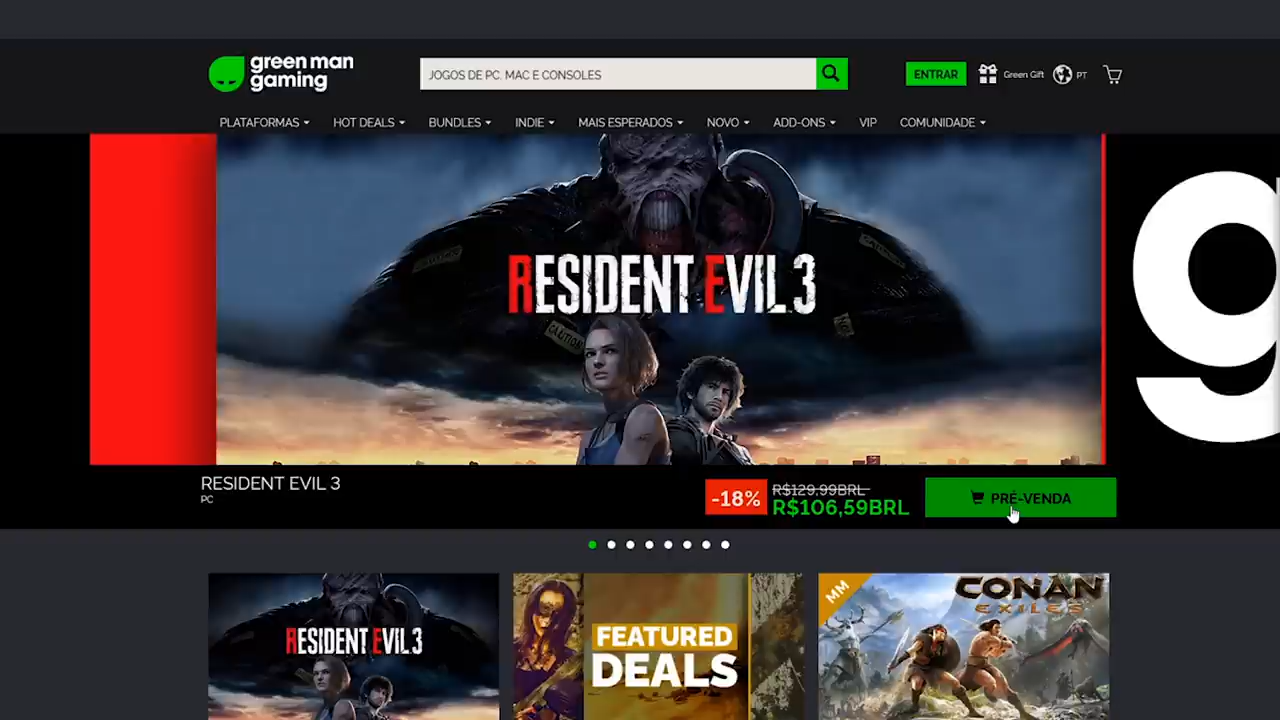 green man
gaming
JOGOS DE PC, MAC E CONSOLES
ENTRAR
Green Gift
PT
PLATAFORMAS
HOT DEALS
BUNDLES
INDIE
MAIS ESPERADOS
NOVO
ADD-ONS
VIP
COMUNIDADE
RESIDENT EVIL 3
CAUTION
g
RESIDENT EVIL 3
PC
-18%
R$129,99BRL
R$106,59BRL
PRÉ-VENDA
RESIDENT EVIL 3
FEATURED
DEALS
MM
CONAN
EXILES